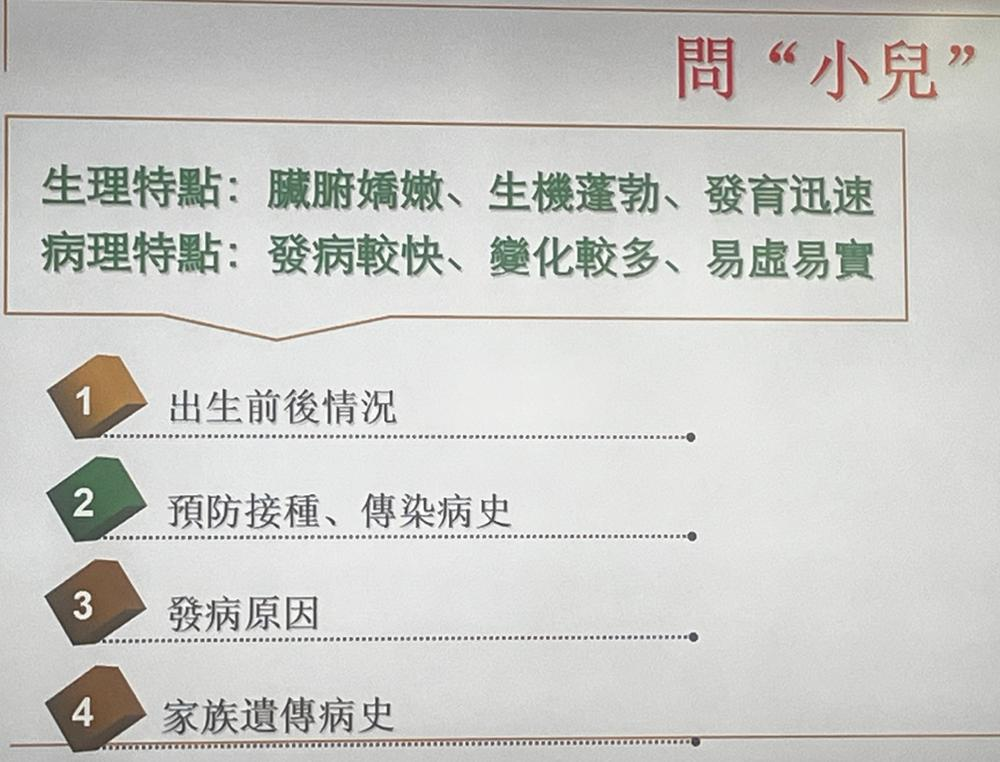 問“小兒”
生理特點：臟腑嬌嫩、生機蓬勃、發育迅速
病理特點：發病較快、變化較多、易虛易實
1 出生前後情況
2 預防接種、傳染病史
3 發病原因
4 家族遺傳病史